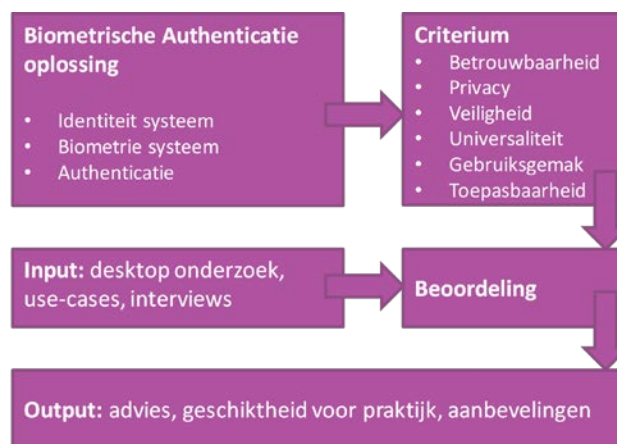 Biometrische Authenticatie
oplossing
• Identiteit systeem
• Biometrie systeem
• Authenticatie
Criterium
• Betrouwbaarheid
• Privacy
• Veiligheid
• Universaliteit
• Gebruiksgemak
• Toepasbaarheid
Input: desktop onderzoek,
use-cases, interviews
Beoordeling
Output: advies, geschiktheid voor praktijk, aanbevelingen